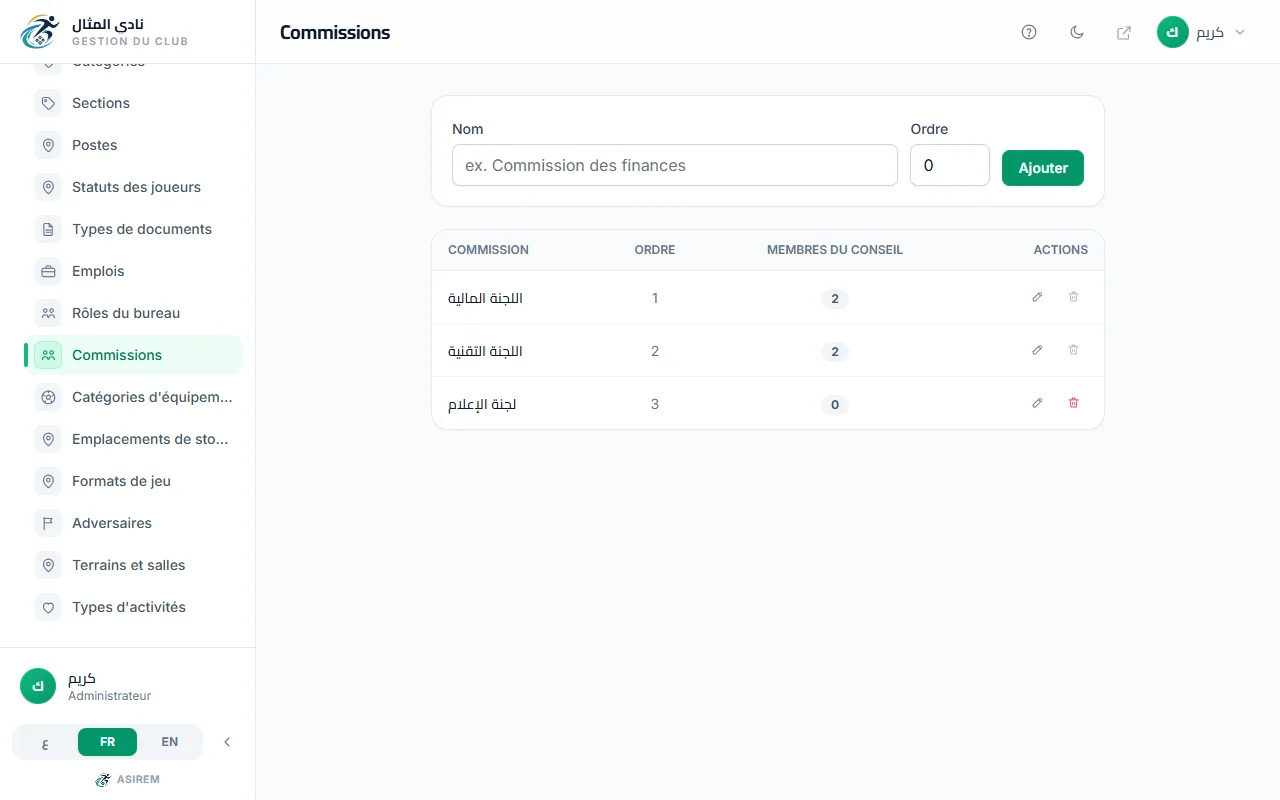 نادي المثال
GESTION DU CLUB
Commissions
كريم
Catégories
Sections
Postes
Statuts des joueurs
Types de documents
Emplois
Rôles du bureau
Commissions
Catégories d'équipem...
Emplacements de sto...
Formats de jeu
Adversaires
Terrains et salles
Types d'activités
كريم
Administrateur
ع FR EN
ASIREM
Nom Ordre
ex. Commission des finances 0 Ajouter
COMMISSION ORDRE MEMBRES DU CONSEIL ACTIONS
اللجنة المالية 1 2
اللجنة التقنية 2 2
لجنة الإعلام 3 0